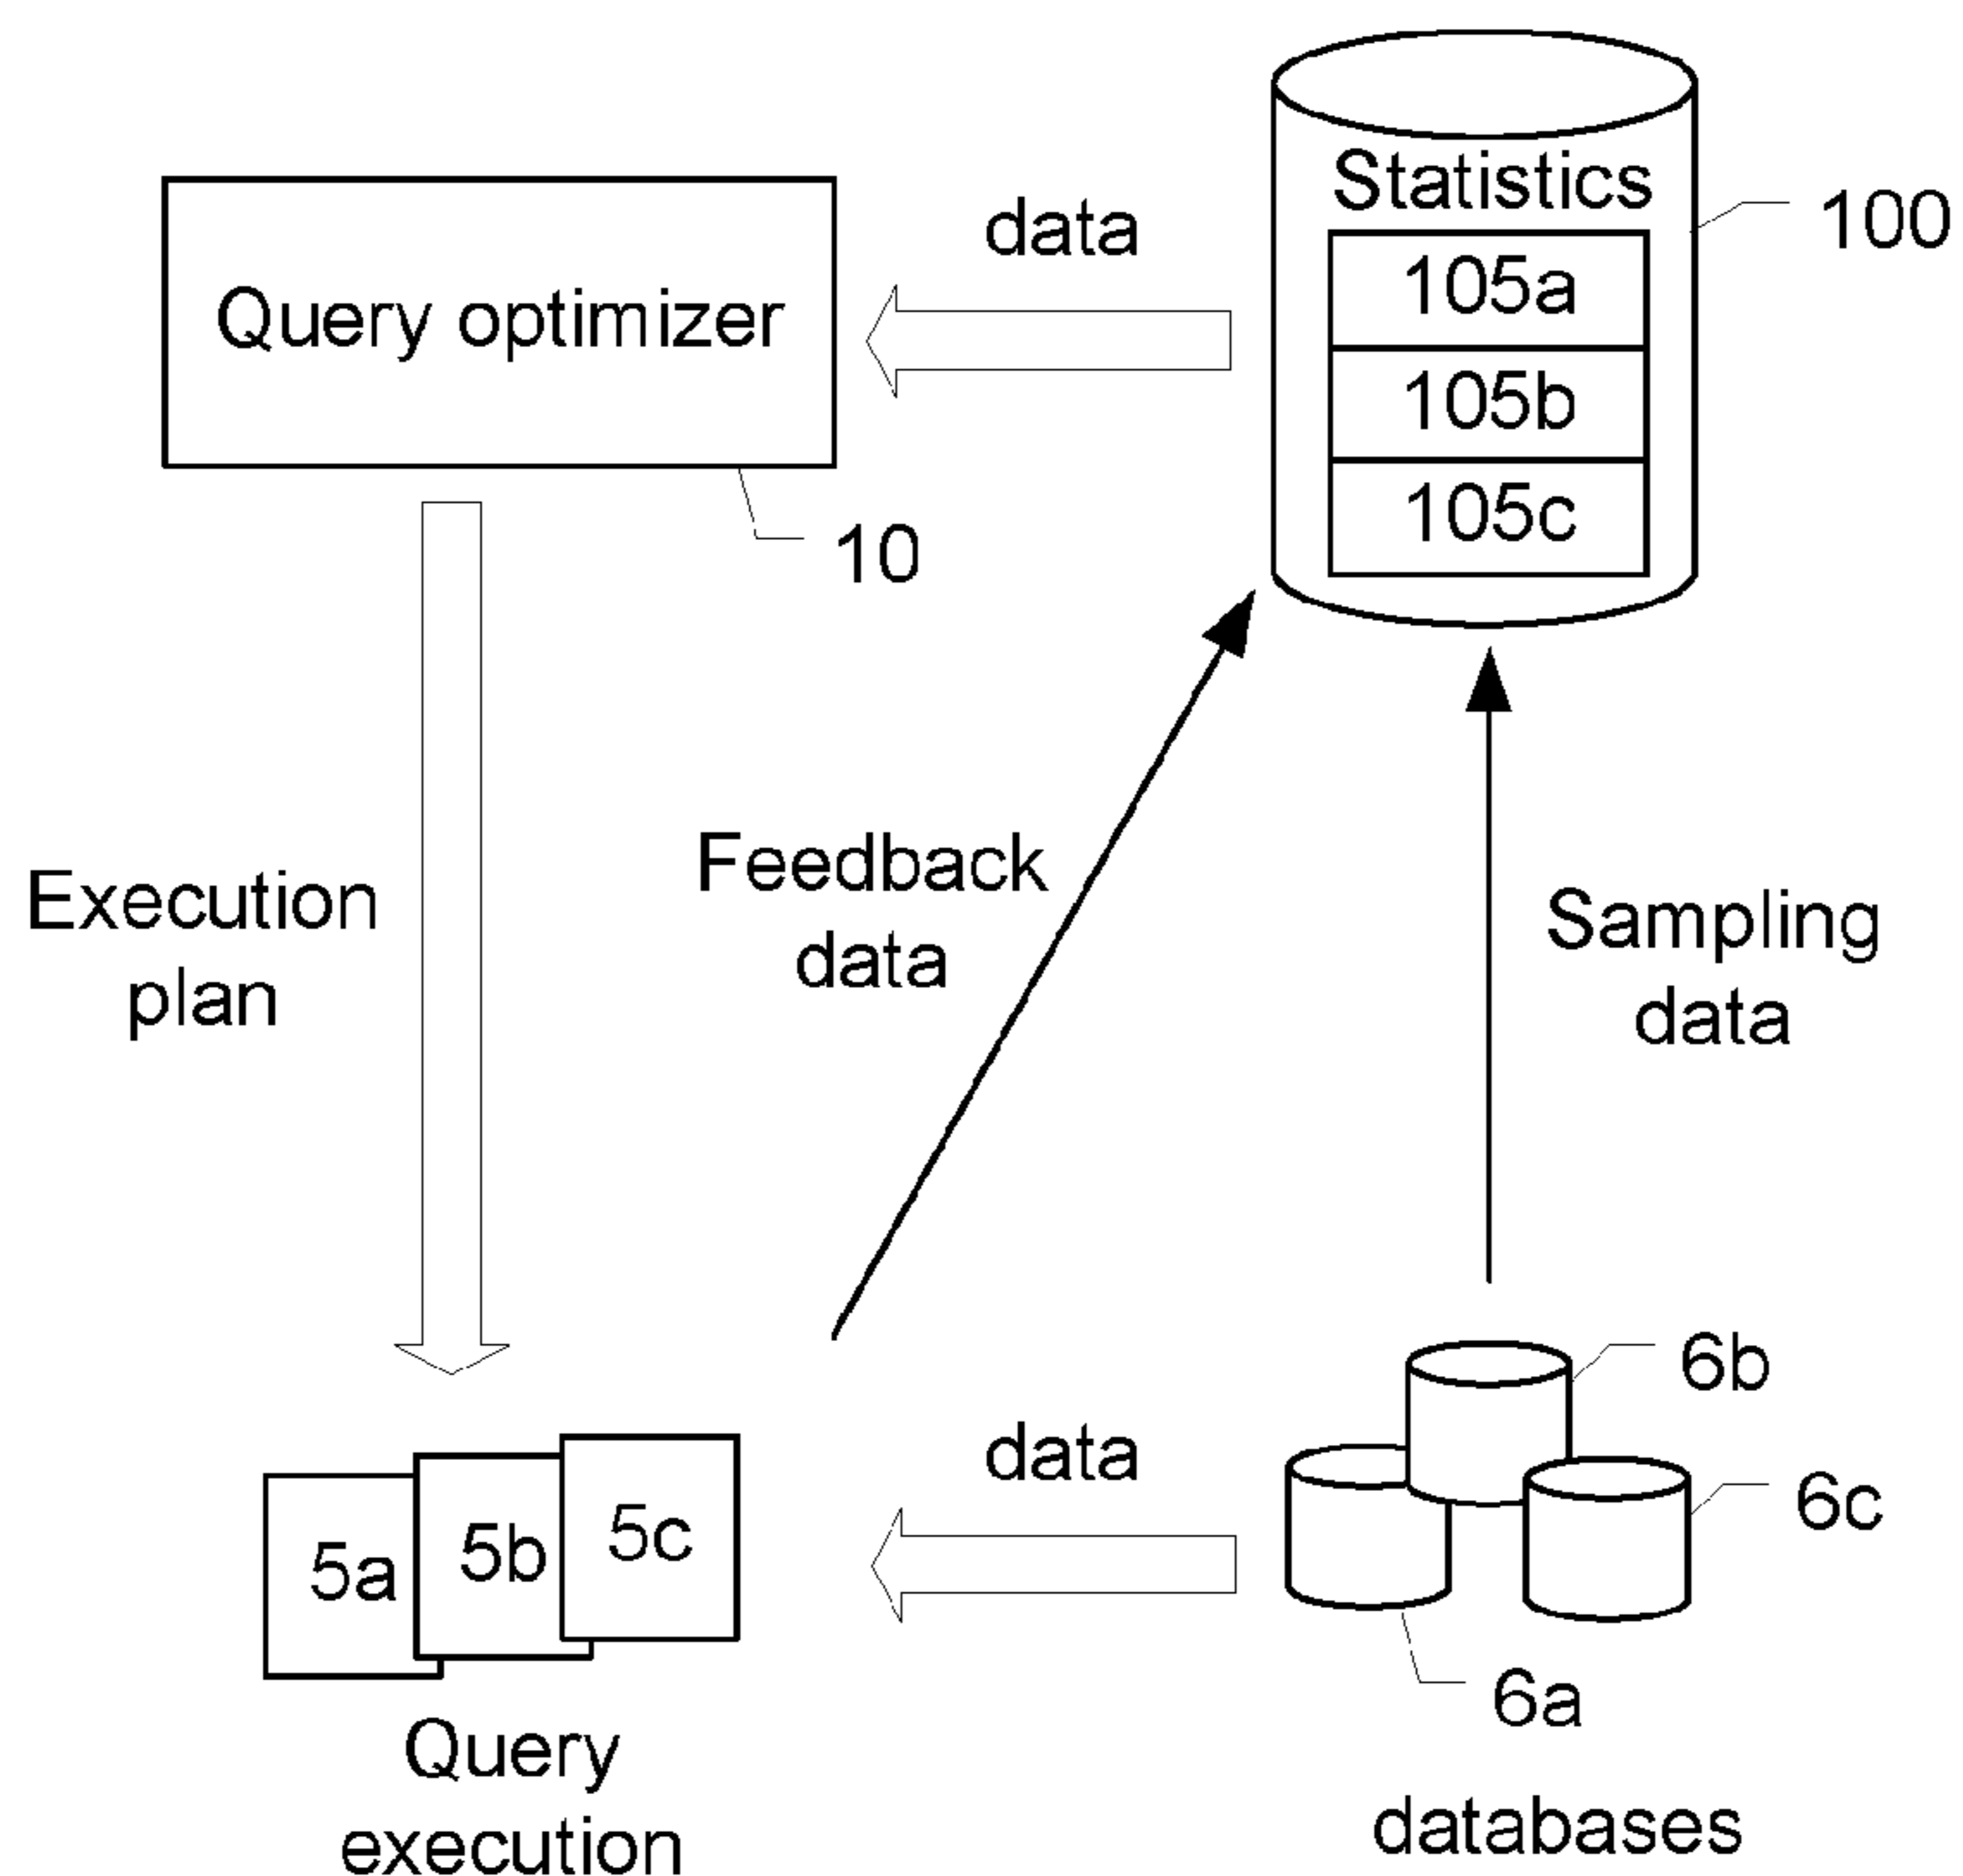 Statistics
100
data
105a
Query optimizer
105b
105c
10
Feedback
data
Execution
plan
Sampling
data
6b
data
6c
5a
5b
5c
6a
Query
execution
databases